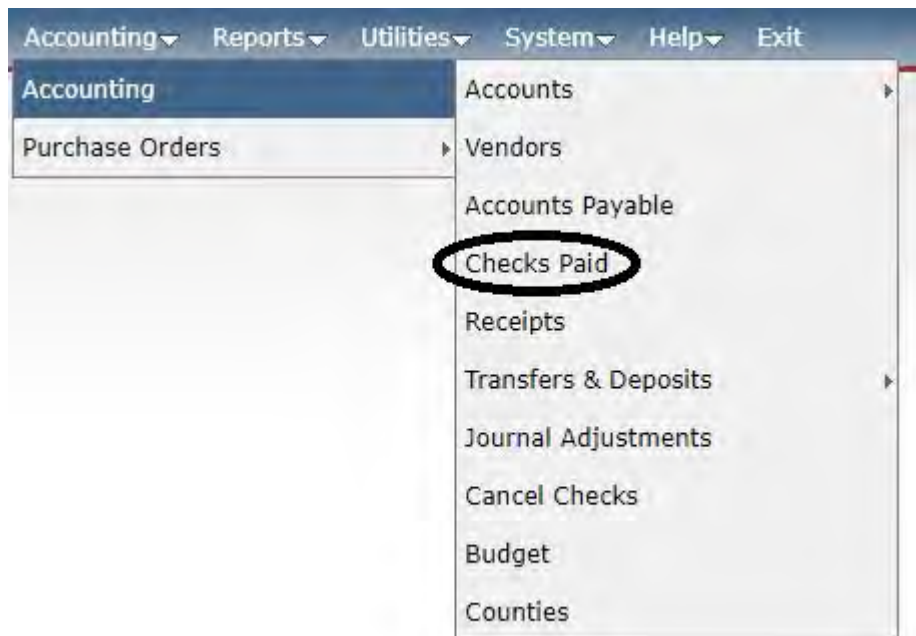 Accounting Reports Utilities System Help Exit
Accounting
Purchase Orders
Accounts
Vendors
Accounts Payable
Checks Paid
Receipts
Transfers & Deposits
Journal Adjustments
Cancel Checks
Budget
Counties